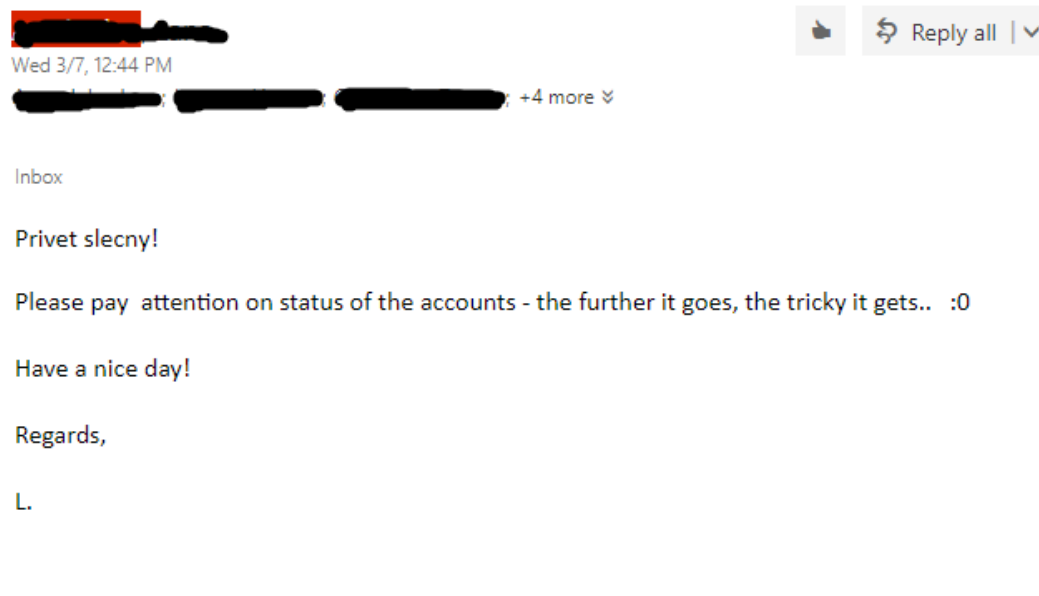 Reply all
Wed 3/7, 12:44 PM
; ; ; +4 more
Inbox
Privet slecny!
Please pay  attention on status of the accounts - the further it goes, the tricky it gets..   :0
Have a nice day!
Regards,
L.